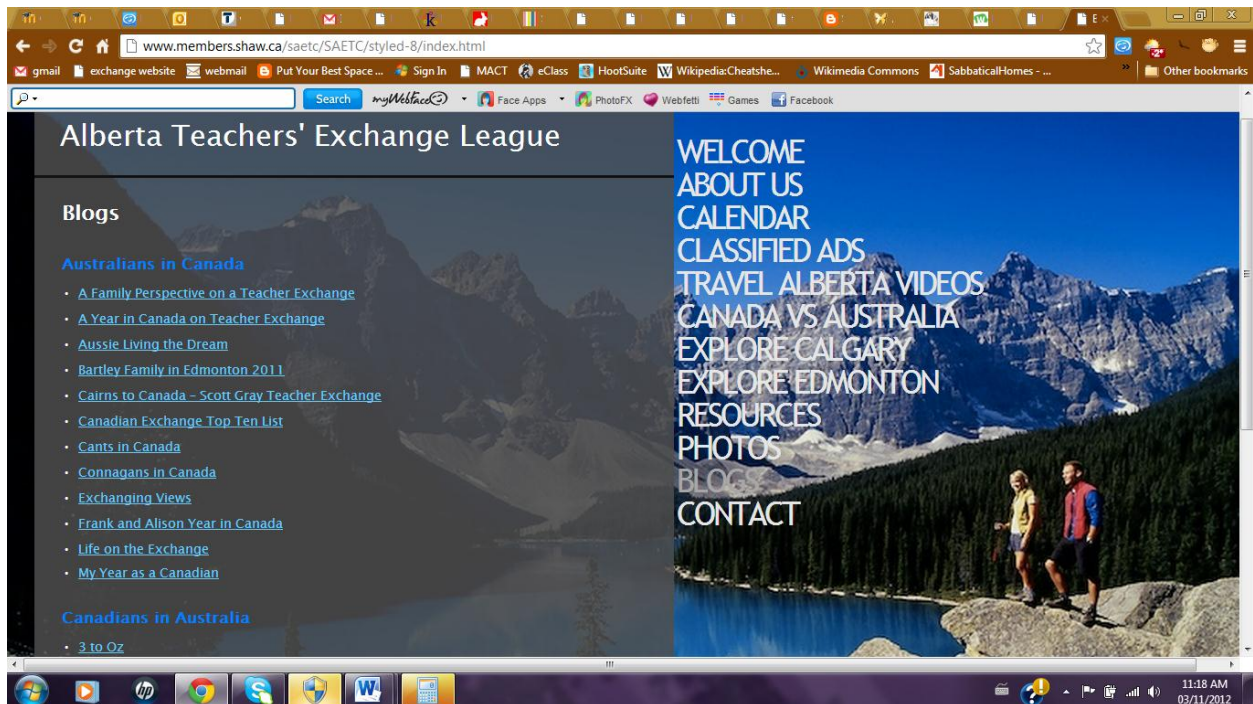 www.members.shaw.ca/saetc/SAETC/styled-8/index.html
gmail exchange website webmail Put Your Best Space ... Sign In MACT eClass HootSuite Wikipedia:Cheatshe... Wikimedia Commons SabbaticalHomes - ... » Other bookmarks
Search myWebface Face Apps PhotoFX Webfetti Games Facebook
Alberta Teachers' Exchange League
Blogs
Australians in Canada
• A Family Perspective on a Teacher Exchange
• A Year in Canada on Teacher Exchange
• Aussie Living the Dream
• Bartley Family in Edmonton 2011
• Cairns to Canada – Scott Gray Teacher Exchange
• Canadian Exchange Top Ten List
• Cants in Canada
• Connagans in Canada
• Exchanging Views
• Frank and Alison Year in Canada
• Life on the Exchange
• My Year as a Canadian
Canadians in Australia
• 3 to Oz
WELCOME
ABOUT US
CALENDAR
CLASSIFIED ADS
TRAVEL ALBERTA VIDEOS
CANADA VS AUSTRALIA
EXPLORE CALGARY
EXPLORE EDMONTON
RESOURCES
PHOTOS
BLOGS
CONTACT
11:18 AM
03/11/2012